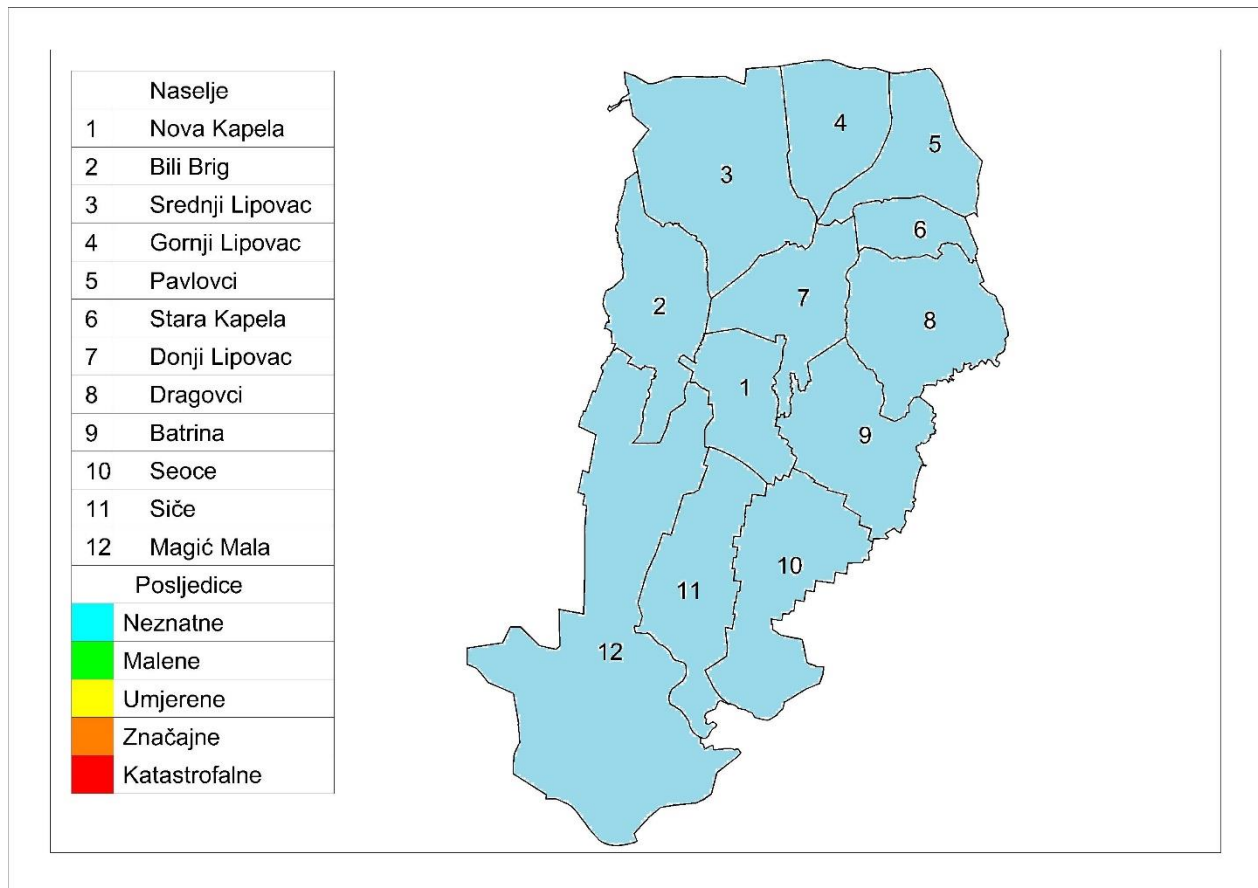 Naselje
1 Nova Kapela
2 Bili Brig
3 Srednji Lipovac
4 Gornji Lipovac
5 Pavlovci
6 Stara Kapela
7 Donji Lipovac
8 Dragovci
9 Batrina
10 Seoce
11 Siče
12 Magić Mala
Posljedice
Neznatne
Malene
Umjerene
Značajne
Katastrofalne
4
5
3
6
7
2
8
1
9
10
11
12